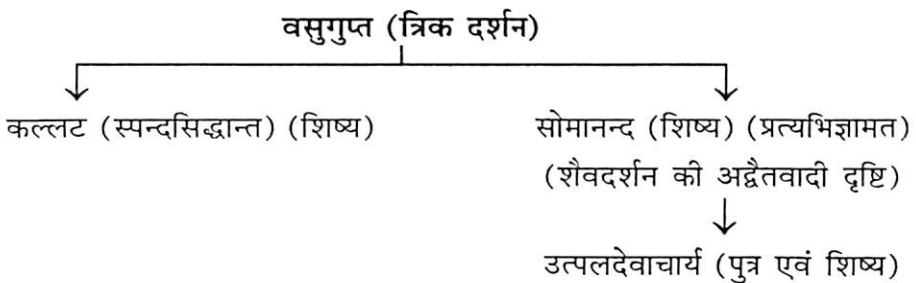 वसुगुप्त (त्रिक दर्शन)
कल्लट (स्पन्दसिद्धान्त) (शिष्य)
सोमानन्द (शिष्य) (प्रत्यभिज्ञामत)
(शैवदर्शन की अद्वैतवादी दृष्टि)
उत्पलदेवाचार्य (पुत्र एवं शिष्य)